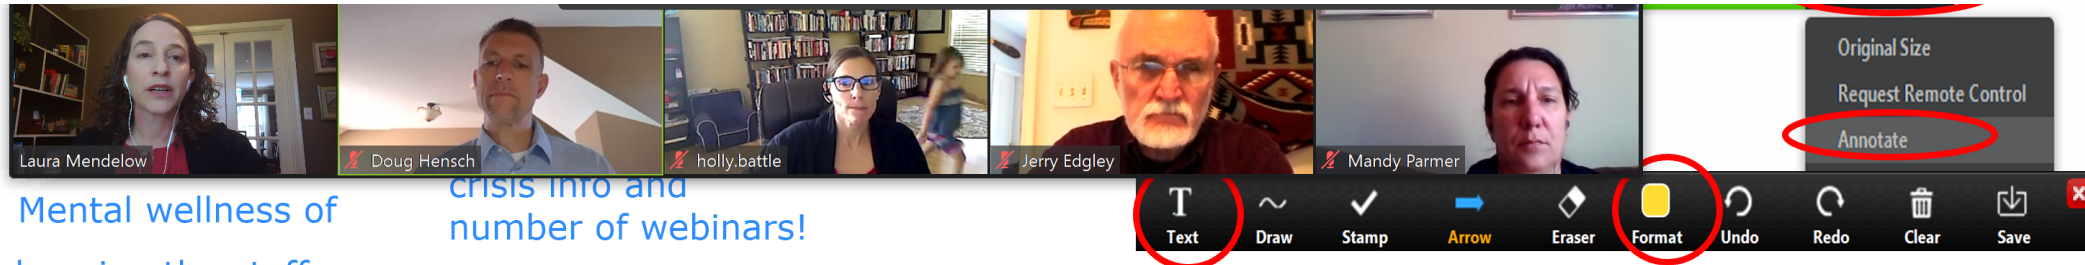 Laura Mendelow
Doug Hensch
holly.battle
Jerry Edgley
Mandy Parmer
Original Size
Request Remote Control
Annotate
Mental wellness of
crisis info and
number of webinars!
Text
Draw
Stamp
Arrow
Eraser
Format
Undo
Redo
Clear
Save